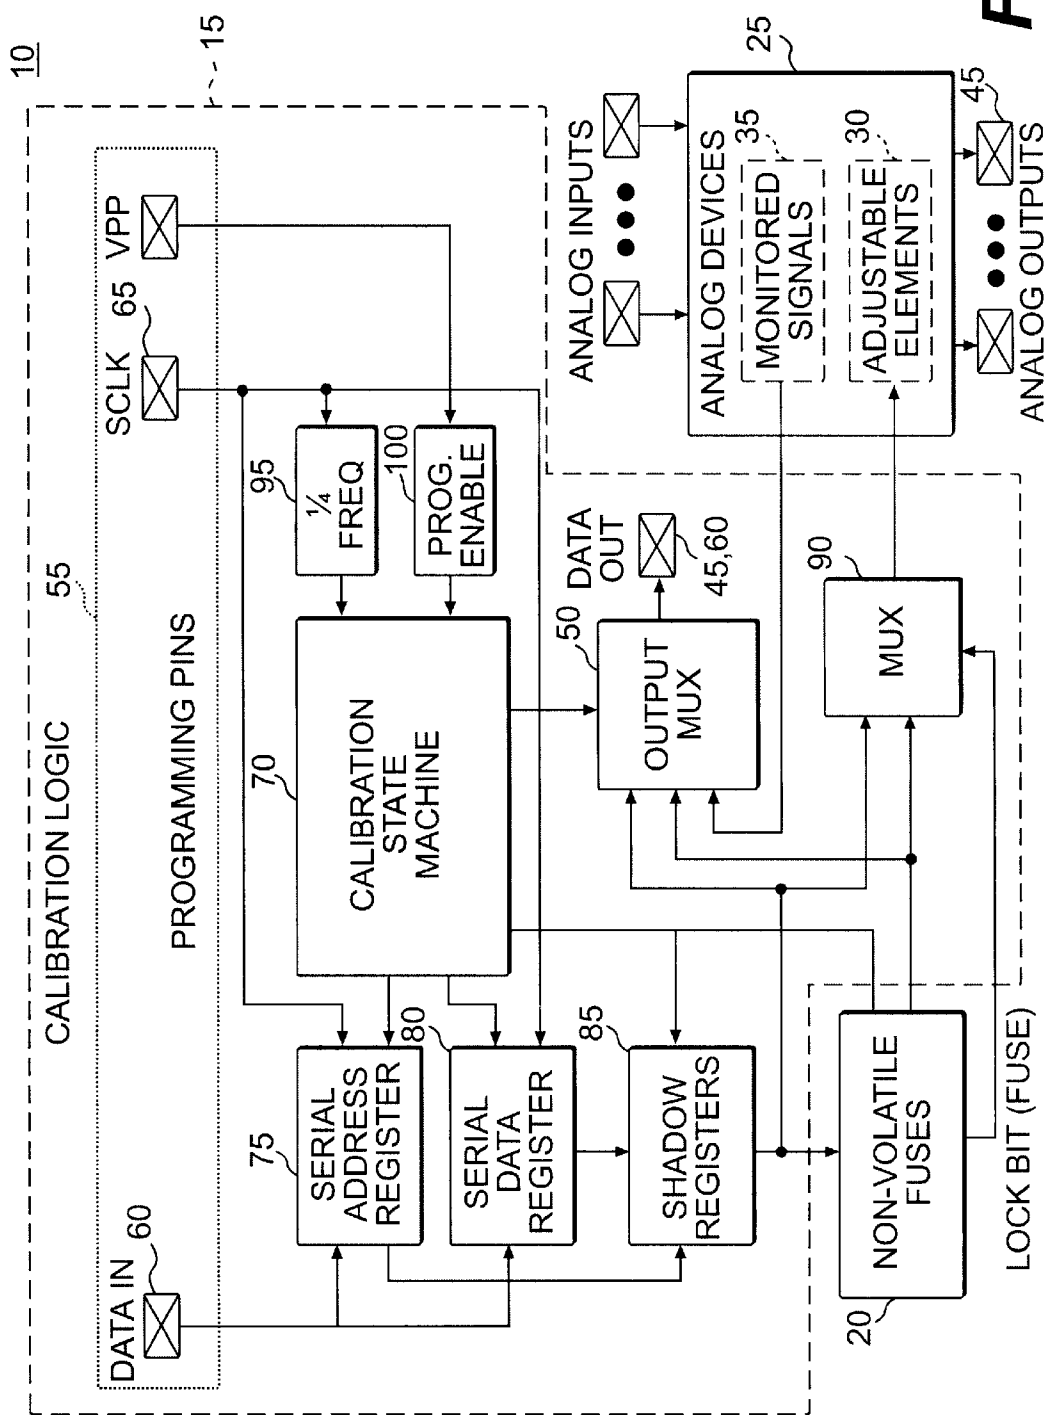 10
15
CALIBRATION LOGIC
55
PROGRAMMING PINS
DATA IN
60
SCLK
65
VPP
75
SERIAL
ADDRESS
REGISTER
80
SERIAL
DATA
REGISTER
85
SHADOW
REGISTERS
70
CALIBRATION
STATE
MACHINE
95
¼
FREQ
100
PROG.
ENABLE
50
OUTPUT
MUX
DATA
OUT
45,60
90
MUX
20
NON-VOLATILE
FUSES
LOCK BIT (FUSE)
ANALOG INPUTS
25
ANALOG DEVICES
35
MONITORED
SIGNALS
30
ADJUSTABLE
ELEMENTS
45
ANALOG OUTPUTS
F